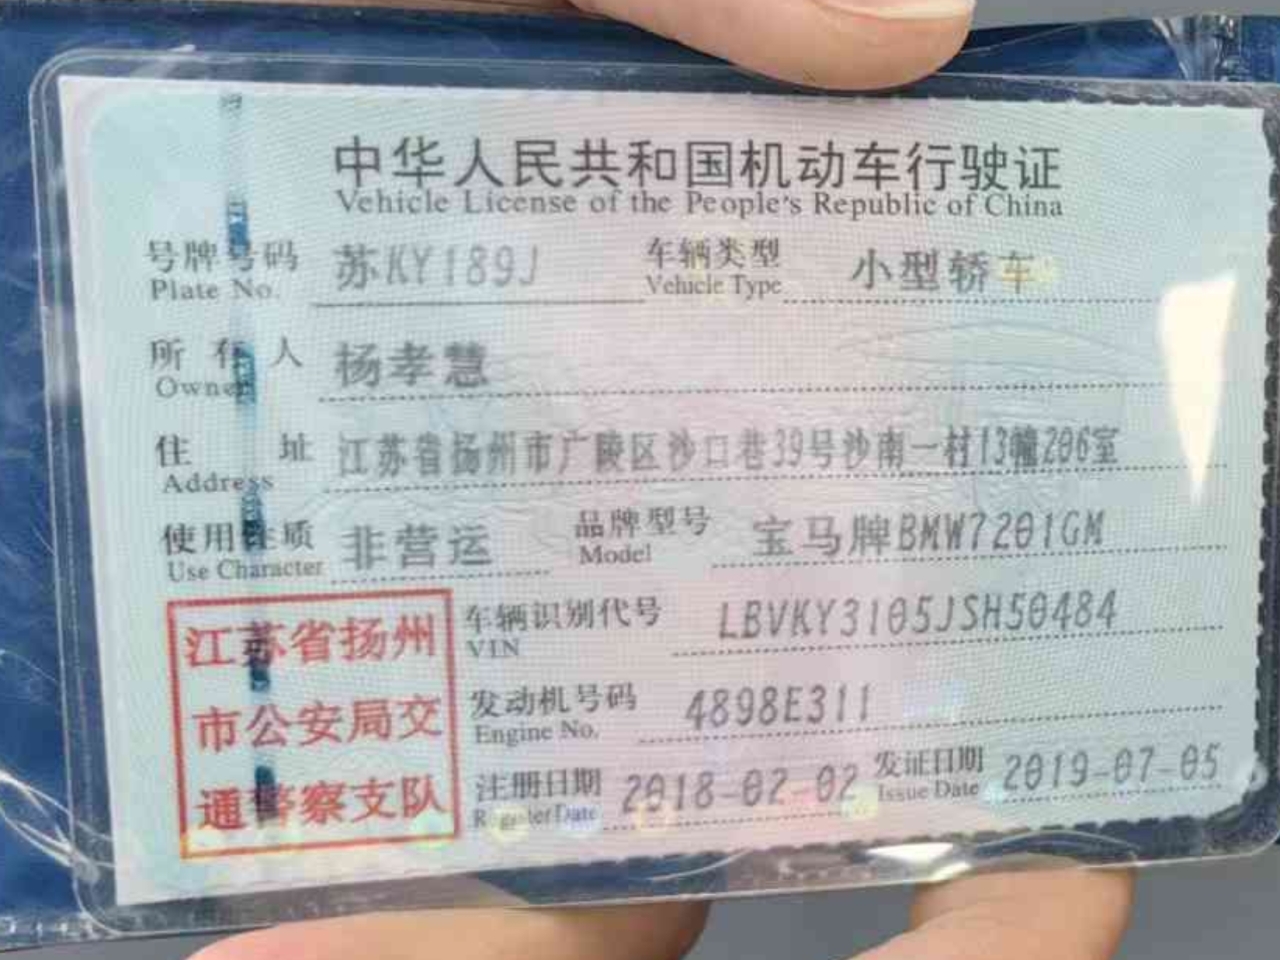 中华人民共和国机动车行驶证
Vehicle License of the People's Republic of China
号牌号码 苏KY189J 车辆类型 小型轿车
Plate No. Vehicle Type
所有人 杨孝慧
Owner
住址 江苏省扬州市广陵区沙口巷39号沙南一村13幢206室
Address
使用性质 非营运 品牌型号 宝马牌BMW7201GM
Use Character Model
江苏省扬州
市公安局交
通警察支队
车辆识别代号 LBVKY3105JSH50484
VIN
发动机号码 4898E311
Engine No.
注册日期 2018-02-02 发证日期 2019-07-05
Register Date Issue Date